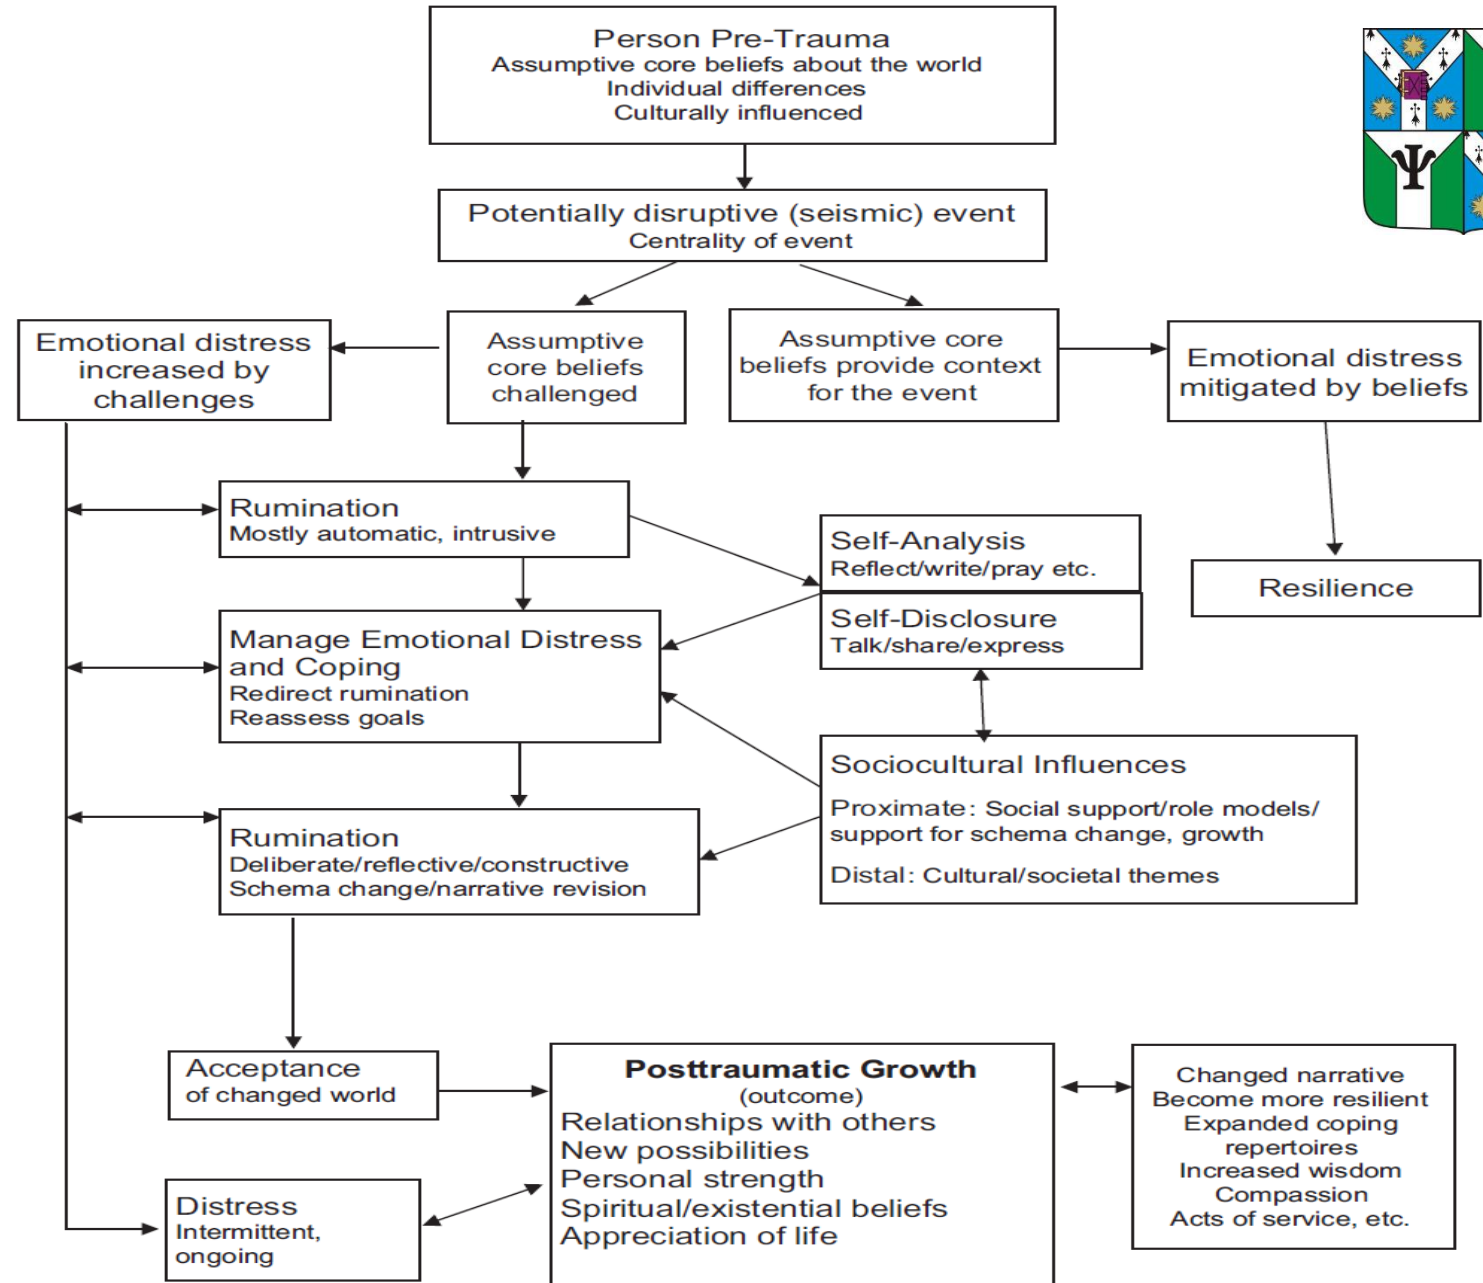 Person Pre-Trauma
Assumptive core beliefs about the world
Individual differences
Culturally influenced
Potentially disruptive (seismic) event
Centrality of event
Emotional distress
increased by
challenges
Assumptive
core beliefs
challenged
Assumptive core
beliefs provide context
for the event
Emotional distress
mitigated by beliefs
Rumination
Mostly automatic, intrusive
Self-Analysis
Reflect/write/pray etc.
Self-Disclosure
Talk/share/express
Resilience
Manage Emotional Distress
and Coping
Redirect rumination
Reassess goals
Sociocultural Influences
Proximate: Social support/role models/
support for schema change, growth
Distal: Cultural/societal themes
Rumination
Deliberate/reflective/constructive
Schema change/narrative revision
Acceptance
of changed world
Posttraumatic Growth
(outcome)
Relationships with others
New possibilities
Personal strength
Spiritual/existential beliefs
Appreciation of life
Changed narrative
Become more resilient
Expanded coping
repertoires
Increased wisdom
Compassion
Acts of service, etc.
Distress
Intermittent,
ongoing
Ψ